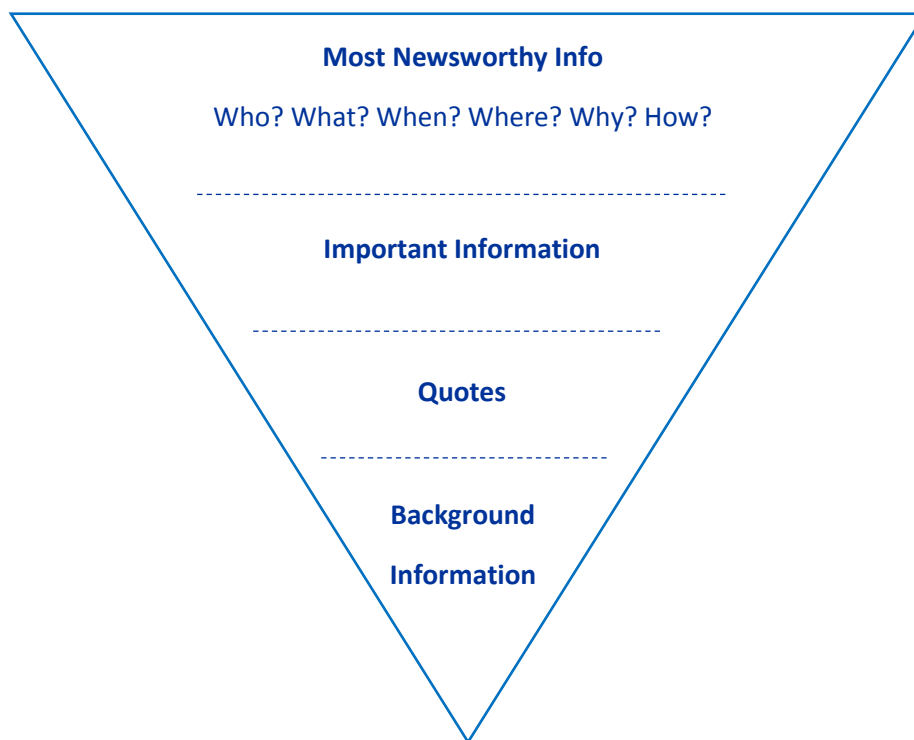 Most Newsworthy Info
Who? What? When? Where? Why? How?
Important Information
Quotes
Background
Information